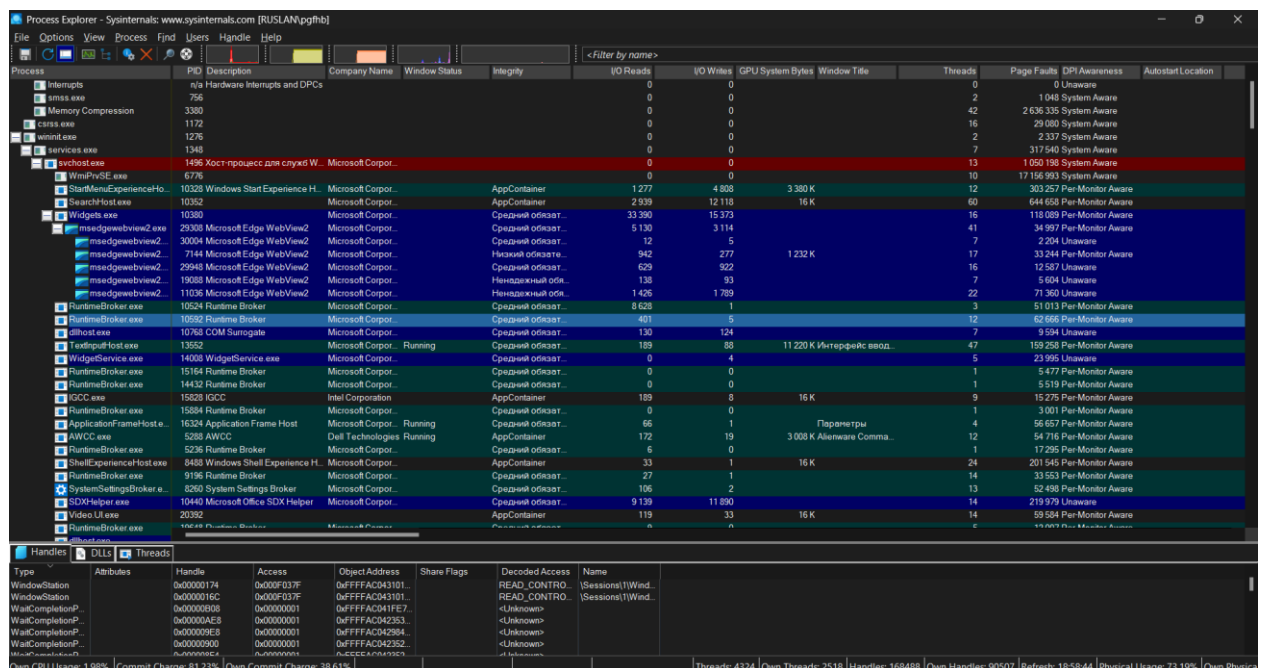 Process Explorer - Sysinternals: www.sysinternals.com [RUSLAN\pgfhb]
File Options View Process Find Users Handle Help
<Filter by name>
Process PID Description Company Name Window Status Integrity I/O Reads I/O Writes GPU System Bytes Window Title Threads Page Faults DPI Awareness Autostart Location
Interrupts n/a Hardware Interrupts and DPCs 0 0 0 0 Unaware
smss.exe 756 0 0 2 1 048 System Aware
Memory Compression 3380 0 0 42 2 636 335 System Aware
csrss.exe 1172 0 0 16 29 080 System Aware
wininit.exe 1276 0 0 2 2 337 System Aware
services.exe 1348 0 0 7 317 540 System Aware
svchost.exe 1496 Хост-процесс для служб W... Microsoft Corpor... 0 0 13 1 050 198 System Aware
WmiPrvSE.exe 6776 0 0 10 17 156 993 System Aware
StartMenuExperienceHo... 10328 Windows Start Experience H... Microsoft Corpor... AppContainer 1 277 4 808 3 380 K 12 303 257 Per-Monitor Aware
SearchHost.exe 10352 Microsoft Corpor... AppContainer 2 939 12 118 16 K 60 644 658 Per-Monitor Aware
Widgets.exe 10380 Microsoft Corpor... Средний обязат... 33 390 15 373 16 118 089 Per-Monitor Aware
msedgewebview2.exe 29308 Microsoft Edge WebView2 Microsoft Corpor... Средний обязат... 5 130 3 114 41 34 997 Per-Monitor Aware
msedgewebview2... 30004 Microsoft Edge WebView2 Microsoft Corpor... Средний обязат... 12 5 7 2 204 Unaware
msedgewebview2... 7144 Microsoft Edge WebView2 Microsoft Corpor... Низкий обязате... 942 277 1 232 K 17 33 244 Per-Monitor Aware
msedgewebview2... 29948 Microsoft Edge WebView2 Microsoft Corpor... Средний обязат... 629 922 16 12 587 Unaware
msedgewebview2... 19088 Microsoft Edge WebView2 Microsoft Corpor... Ненадежный обя... 138 93 7 5 604 Unaware
msedgewebview2... 11036 Microsoft Edge WebView2 Microsoft Corpor... Ненадежный обя... 1 426 1 789 22 71 360 Unaware
RuntimeBroker.exe 10524 Runtime Broker Microsoft Corpor... Средний обязат... 8 628 1 3 51 013 Per-Monitor Aware
RuntimeBroker.exe 10592 Runtime Broker Microsoft Corpor... Средний обязат... 401 5 12 62 666 Per-Monitor Aware
dllhost.exe 10768 COM Surrogate Microsoft Corpor... Средний обязат... 130 124 7 9 594 Unaware
TextInputHost.exe 13552 Microsoft Corpor... Running Средний обязат... 189 88 11 220 K Интерфейс ввод... 47 159 258 Per-Monitor Aware
WidgetService.exe 14008 WidgetService.exe Microsoft Corpor... Средний обязат... 0 4 5 23 995 Unaware
RuntimeBroker.exe 15164 Runtime Broker Microsoft Corpor... Средний обязат... 0 0 1 5 477 Per-Monitor Aware
RuntimeBroker.exe 14432 Runtime Broker Microsoft Corpor... Средний обязат... 0 0 1 5 519 Per-Monitor Aware
IGCC.exe 15828 IGCC Intel Corporation AppContainer 189 8 16 K 9 15 275 Per-Monitor Aware
RuntimeBroker.exe 15884 Runtime Broker Microsoft Corpor... Средний обязат... 0 0 1 3 001 Per-Monitor Aware
ApplicationFrameHost.e... 16324 Application Frame Host Microsoft Corpor... Running Средний обязат... 66 1 Параметры 4 56 657 Per-Monitor Aware
AWCC.exe 5288 AWCC Dell Technologies Running AppContainer 172 19 3 008 K Alienware Comma... 12 54 716 Per-Monitor Aware
RuntimeBroker.exe 5236 Runtime Broker Microsoft Corpor... Средний обязат... 6 0 1 17 295 Per-Monitor Aware
ShellExperienceHost.exe 8488 Windows Shell Experience H... Microsoft Corpor... AppContainer 33 1 16 K 24 201 545 Per-Monitor Aware
RuntimeBroker.exe 9196 Runtime Broker Microsoft Corpor... Средний обязат... 27 1 14 33 553 Per-Monitor Aware
SystemSettingsBroker.e... 8260 System Settings Broker Microsoft Corpor... Средний обязат... 106 2 13 52 498 Per-Monitor Aware
SDXHelper.exe 10440 Microsoft Office SDX Helper Microsoft Corpor... Средний обязат... 9 139 11 890 14 219 979 Unaware
Video.UI.exe 20392 AppContainer 119 33 16 K 14 59 584 Per-Monitor Aware
RuntimeBroker.exe Runtime Broker Microsoft Corpor... Средний обязат...
dllhost.exe
Handles DLLs Threads
Type Attributes Handle Access Object Address Share Flags Decoded Access Name
WindowStation 0x00000174 0x000F037F 0xFFFFAC043101... READ_CONTRO... \Sessions\1\Wind...
WindowStation 0x0000016C 0x000F037F 0xFFFFAC043101... READ_CONTRO... \Sessions\1\Wind...
WaitCompletionP... 0x00000B08 0x00000001 0xFFFFAC041FE7... <Unknown>
WaitCompletionP... 0x00000AE8 0x00000001 0xFFFFAC042353... <Unknown>
WaitCompletionP... 0x000009E8 0x00000001 0xFFFFAC042984... <Unknown>
WaitCompletionP... 0x00000900 0x00000001 0xFFFFAC042352... <Unknown>
Own CPU Usage: 1.98% Commit Charge: 81.23% Own Commit Charge: 38.61% Threads: 4324 Own Threads: 2518 Handles: 168488 Own Handles: 90507 Refresh: 18:58:44 Physical Usage: 73.19% Own Physica